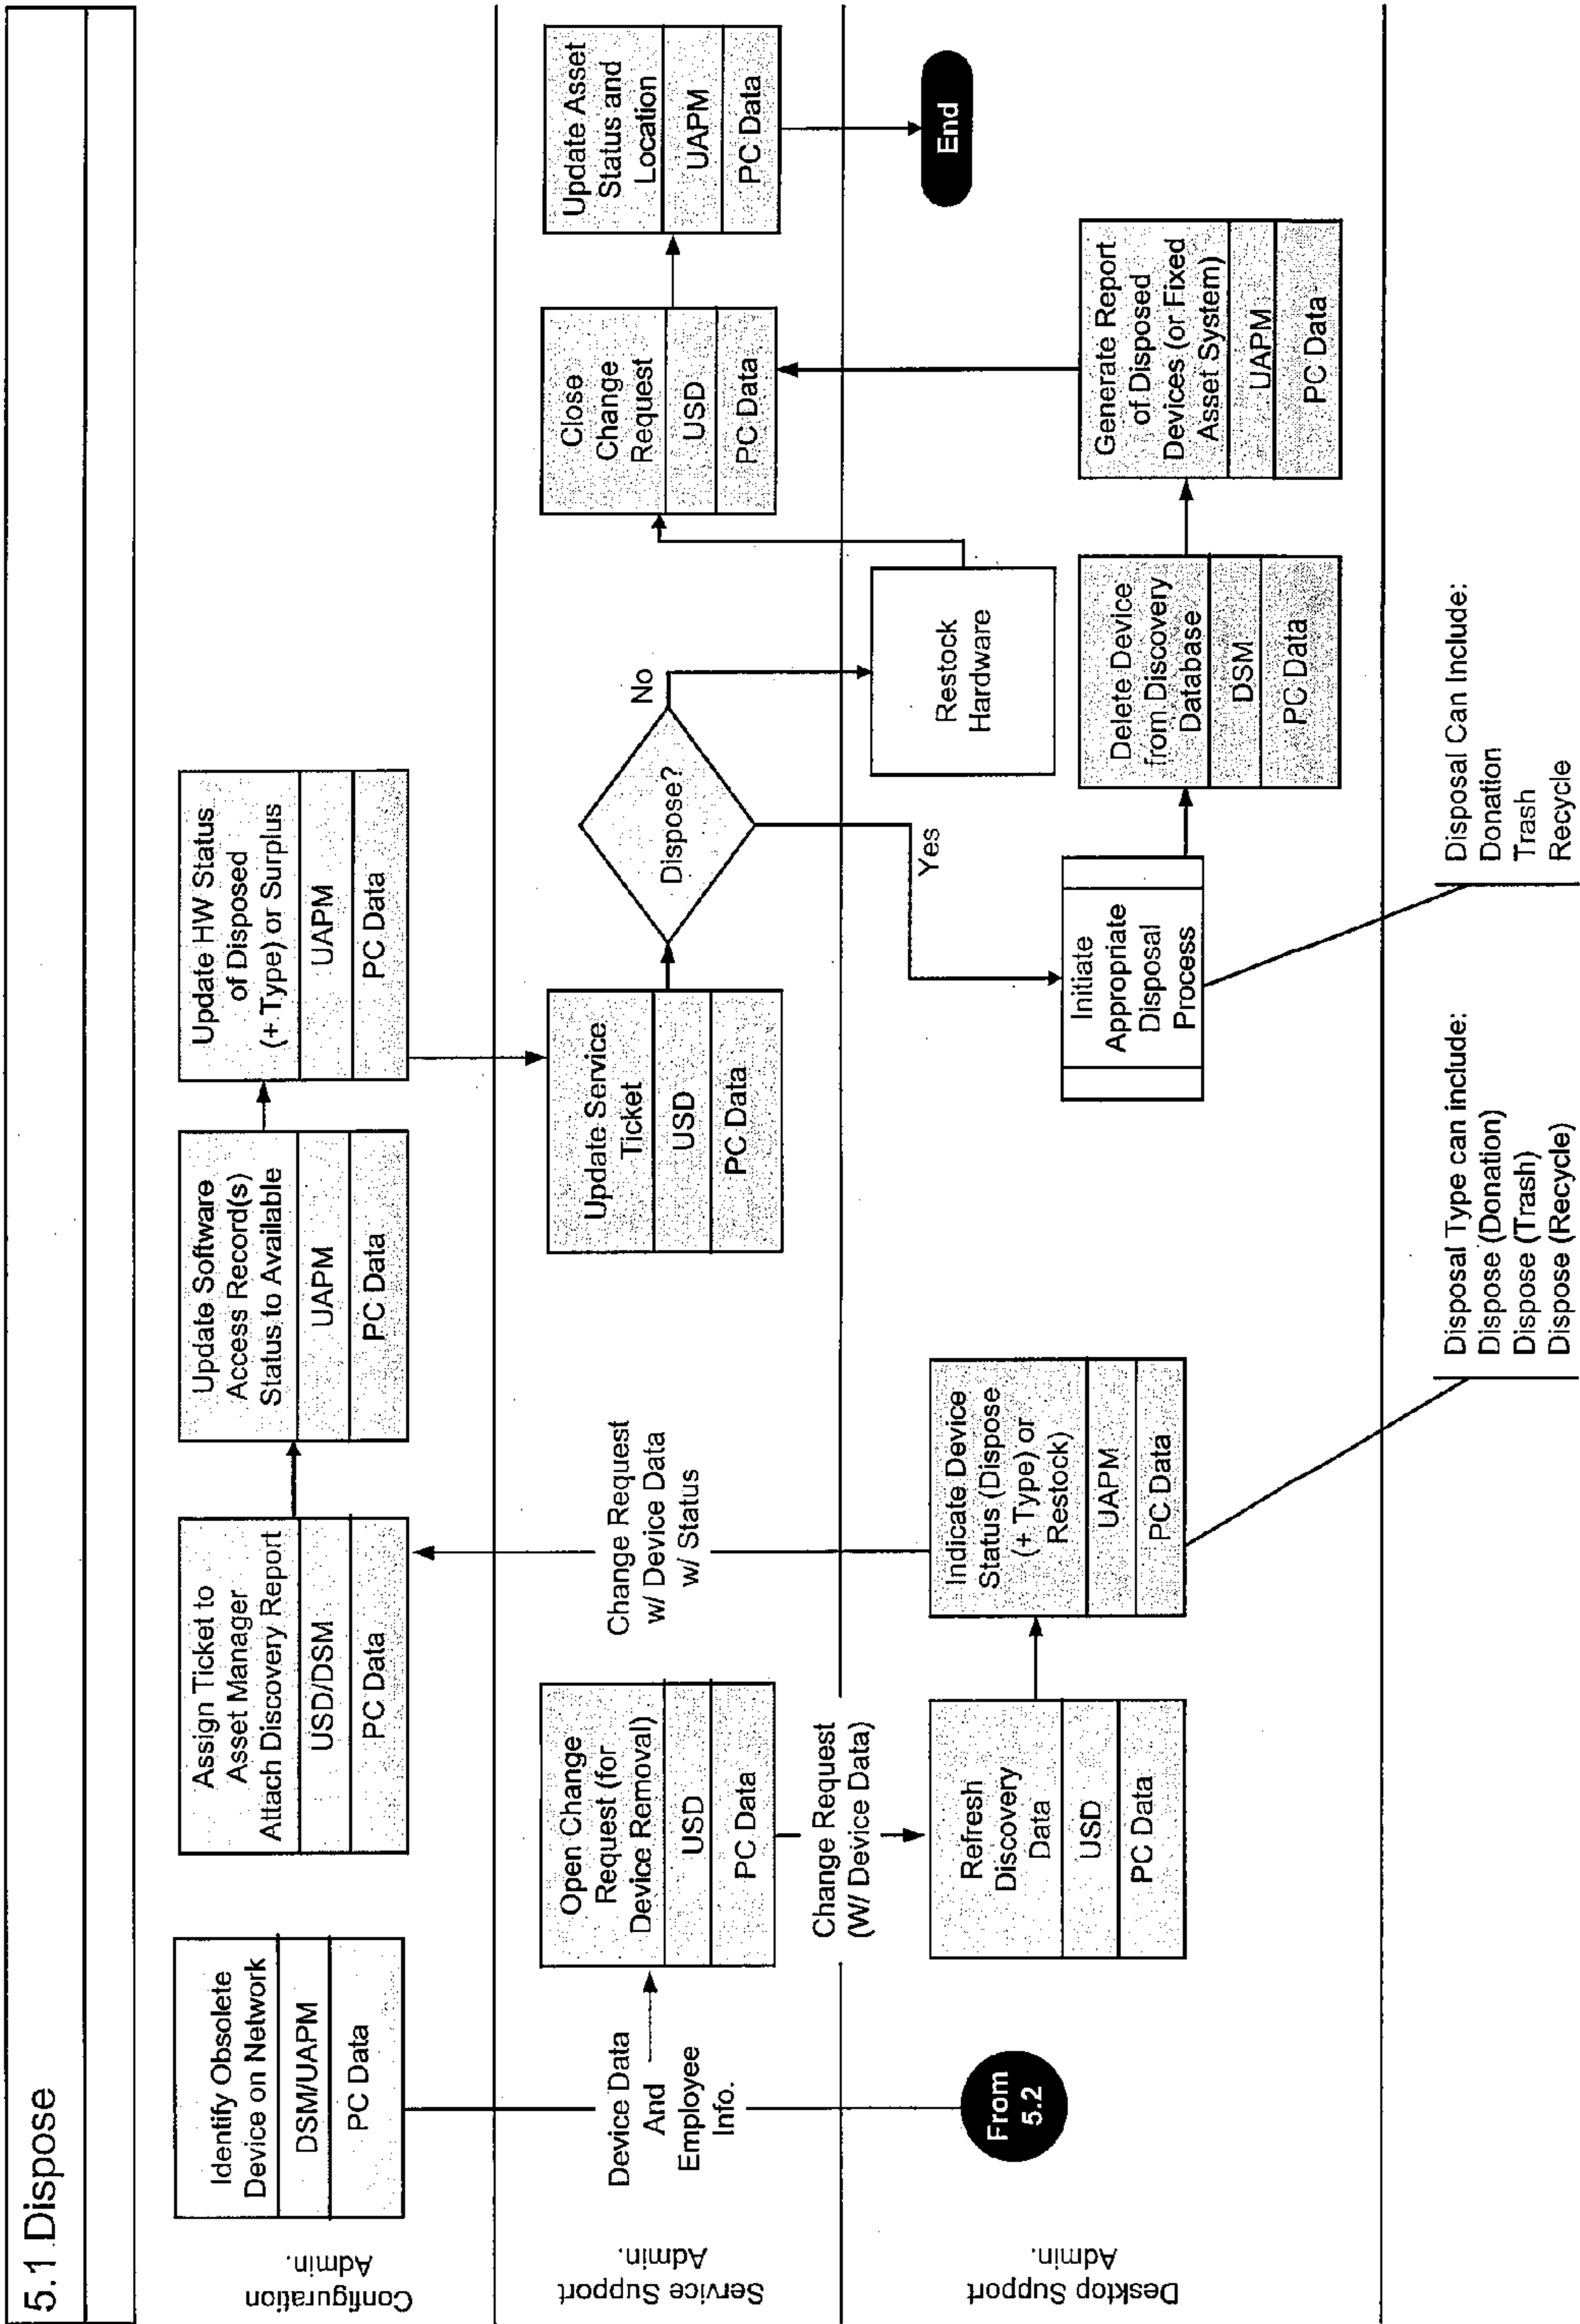 5.1 Dispose
Configuration
Admin.
Identify Obsolete
Device on Network
DSM/UAPM
PC Data
Assign Ticket to
Asset Manager
Attach Discovery Report
USD/DSM
PC Data
Update Software
Access Record(s)
Status to Available
UAPM
PC Data
Update HW Status
of Disposed
(+ Type) or Surplus
UAPM
PC Data
Service Support
Admin.
Device Data
And
Employee
Info.
Open Change
Request (for
Device Removal)
USD
PC Data
Change Request
w/ Device Data
w/ Status
Update Service
Ticket
USD
PC Data
Dispose?
No
Yes
Close
Change
Request
USD
PC Data
Update Asset
Status and
Location
UAPM
PC Data
Change Request
(W/ Device Data)
Desktop Support
Admin.
From
5.2
Refresh
Discovery
Data
USD
PC Data
Indicate Device
Status (Dispose
(+ Type) or
Restock)
UAPM
PC Data
Initiate
Appropriate
Disposal
Process
Restock
Hardware
Delete Device
from Discovery
Database
DSM
PC Data
Generate Report
of Disposed
Devices (or Fixed
Asset System)
UAPM
PC Data
End
Disposal Type can include:
Dispose (Donation)
Dispose (Trash)
Dispose (Recycle)
Disposal Can Include:
Donation
Trash
Recycle